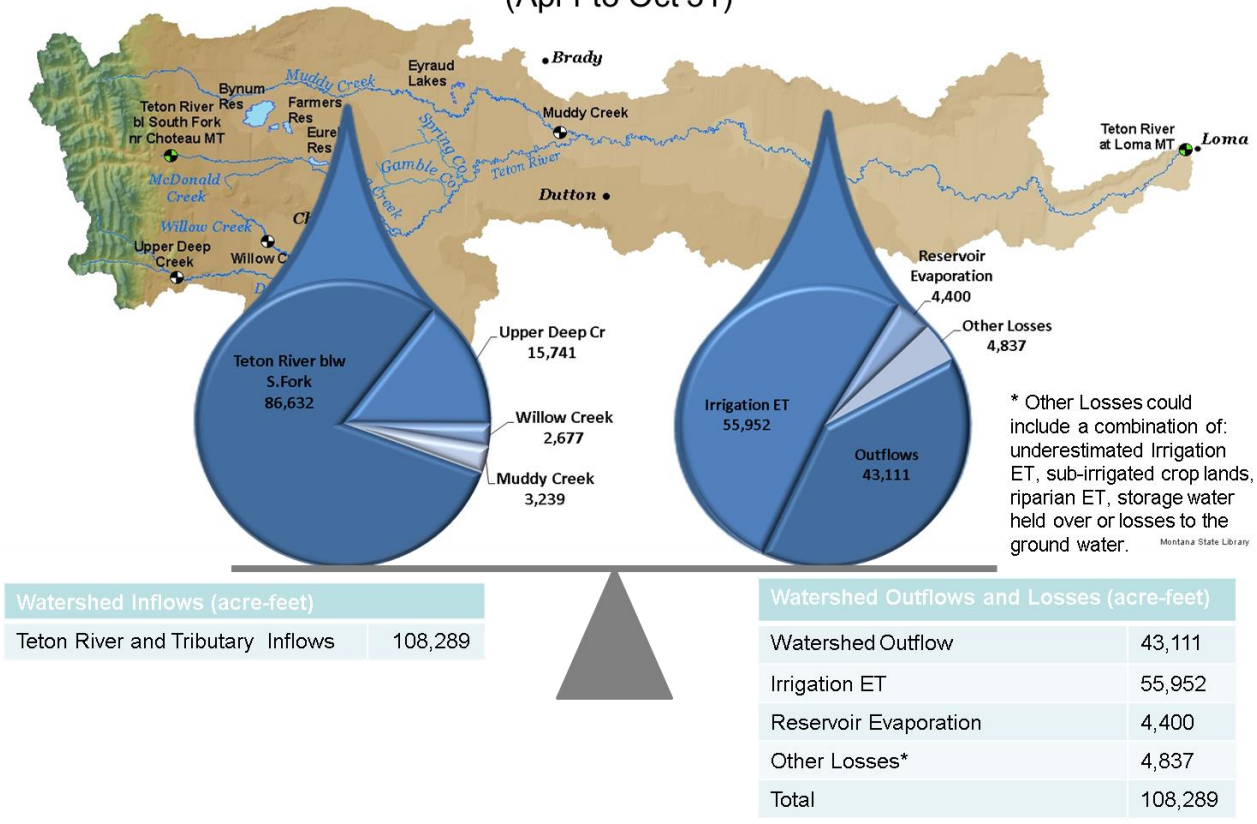 (Apr 1 to Oct 31)
Brady
Eyraud
Lakes
Muddy Creek
Bynum
Res
Teton River
bl South Fork
nr Choteau MT
Farmers
Res
Muddy Creek
Res
Spring Co
Gamble Co
Teton River
Teton River
at Loma MT
Loma
McDonald
Creek
Creek
Dutton
Willow Creek
Upper Deep
Creek
Willow C
Reservoir
Evaporation
4,400
Other Losses
4,837
Upper Deep Cr
15,741
Teton River blw
S.Fork
86,632
Willow Creek
2,677
Muddy Creek
3,239
Irrigation ET
55,952
Outflows
43,111
* Other Losses could
include a combination of:
underestimated Irrigation
ET, sub-irrigated crop lands,
riparian ET, storage water
held over or losses to the
ground water.
Montana State Library
Watershed Inflows (acre-feet)
Teton River and Tributary Inflows 108,289
Watershed Outflows and Losses (acre-feet)
Watershed Outflow 43,111
Irrigation ET 55,952
Reservoir Evaporation 4,400
Other Losses* 4,837
Total 108,289